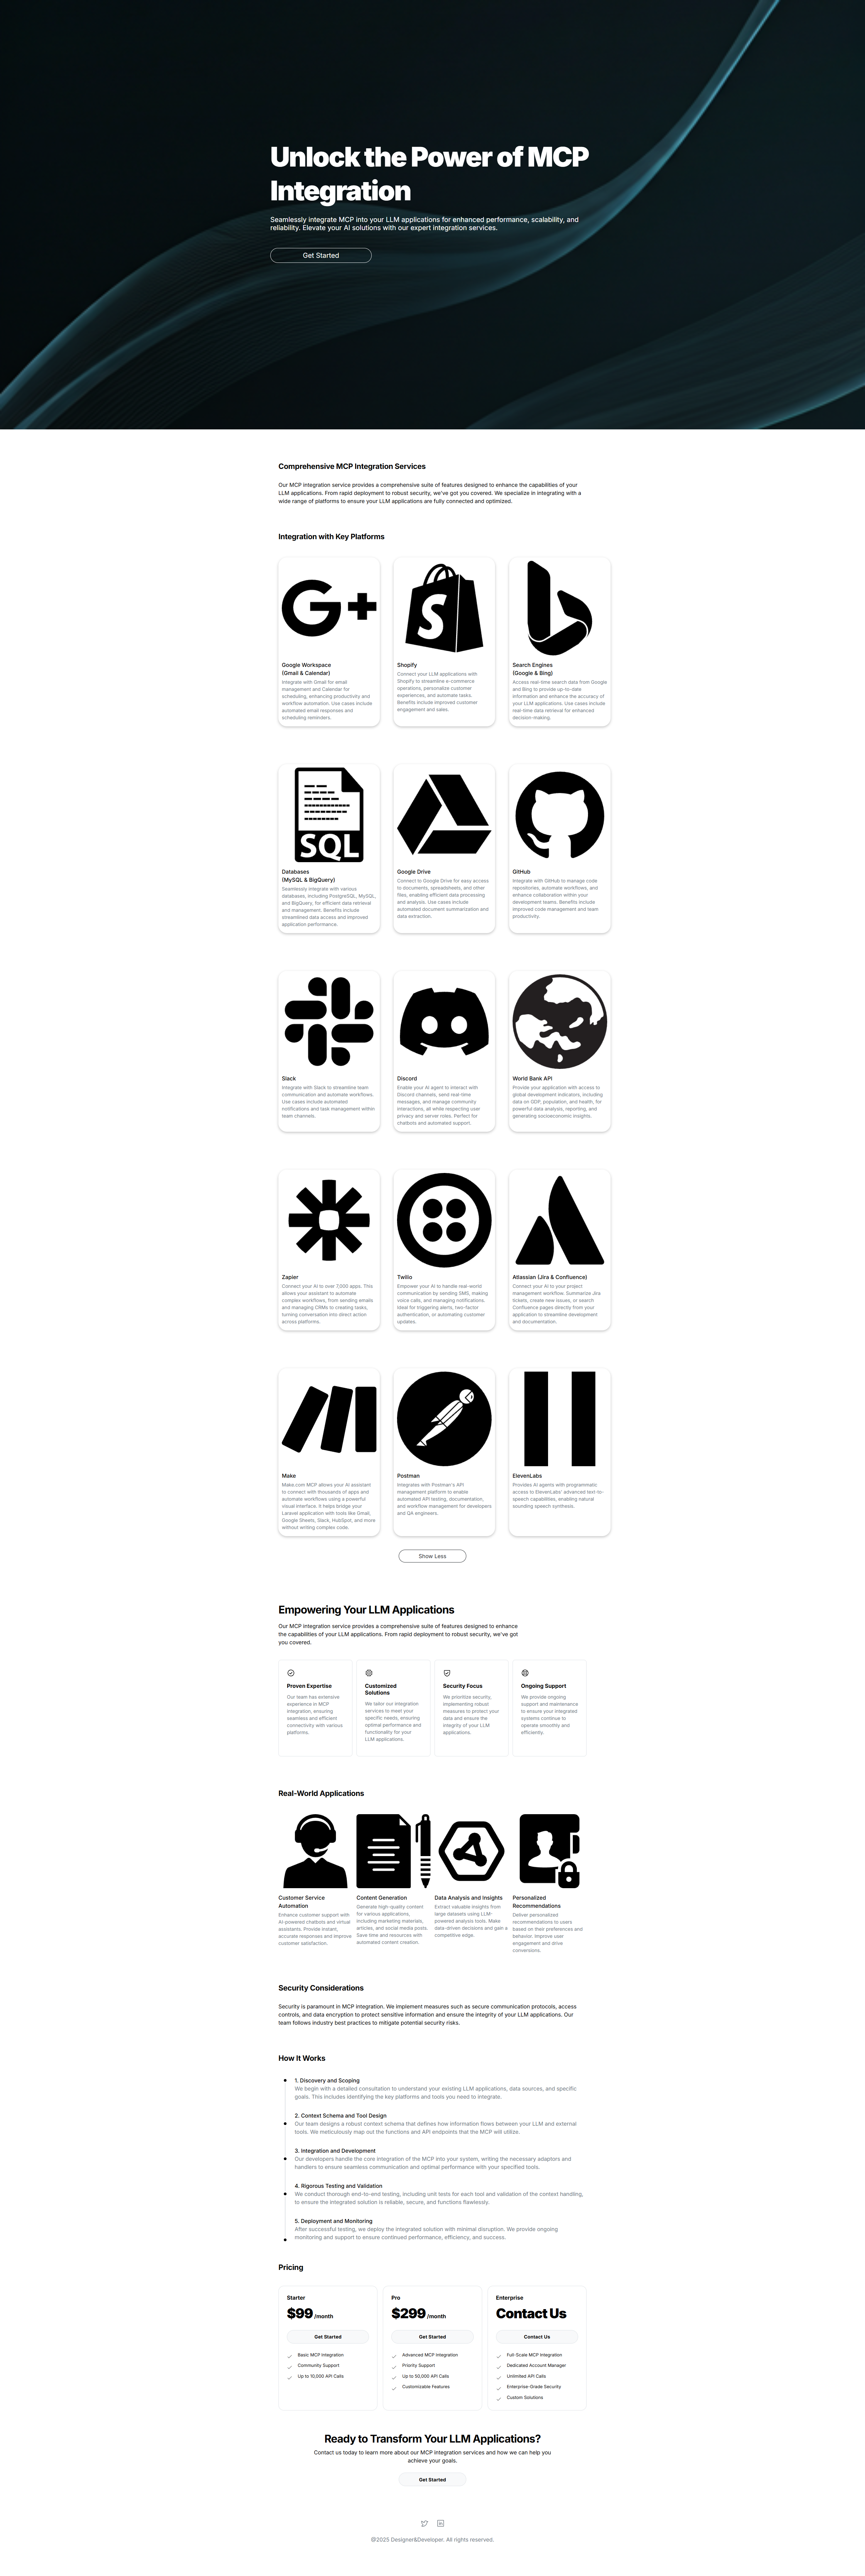 Unlock the Power of MCP
Integration
Seamlessly integrate MCP into your LLM applications for enhanced performance, scalability, and
reliability. Elevate your AI solutions with our expert integration services.
Get Started
Comprehensive MCP Integration Services
Our MCP integration service provides a comprehensive suite of features designed to enhance the capabilities of your
LLM applications. From rapid deployment to robust security, we've got you covered. We specialize in integrating with a
wide range of platforms to ensure your LLM applications are fully connected and optimized.
Integration with Key Platforms
G+
Google Workspace
(Gmail & Calendar)
Integrate with Gmail for email
management and Calendar for
scheduling, enhancing productivity and
workflow automation. Use cases include
automated email responses and
scheduling reminders.
S
Shopify
Connect your LLM applications with
Shopify to streamline e-commerce
operations, personalize customer
experiences, and automate tasks.
Benefits include improved customer
engagement and sales.
Search Engines
(Google & Bing)
Access real-time search data from Google
and Bing to provide up-to-date
information and enhance the accuracy of
your LLM applications. Use cases include
real-time data retrieval for enhanced
decision-making.
SQL
Databases
(MySQL & BigQuery)
Seamlessly integrate with various
databases, including PostgreSQL, MySQL,
and BigQuery, for efficient data retrieval
and management. Benefits include
streamlined data access and improved
application performance.
Google Drive
Connect to Google Drive for easy access
to documents, spreadsheets, and other
files, enabling efficient data processing
and analysis. Use cases include
automated document summarization and
data extraction.
GitHub
Integrate with GitHub to manage code
repositories, automate workflows, and
enhance collaboration within your
development teams. Benefits include
improved code management and team
productivity.
Slack
Integrate with Slack to streamline team
communication and automate workflows.
Use cases include automated
notifications and task management within
team channels.
Discord
Enable your AI agent to interact with
Discord channels, send real-time
messages, and manage community
interactions, all while respecting user
privacy and server roles. Perfect for
chatbots and automated support.
World Bank API
Provide your application with access to
global development indicators, including
data on GDP, population, and health, for
powerful data analysis, reporting, and
generating socioeconomic insights.
Zapier
Connect your AI to over 7,000 apps. This
allows your assistant to automate
complex workflows, from sending emails
and managing CRMs to creating tasks,
turning conversation into direct action
across platforms.
Twilio
Empower your AI to handle real-world
communication by sending SMS, making
voice calls, and managing notifications.
Ideal for triggering alerts, two-factor
authentication, or automating customer
updates.
Atlassian (Jira & Confluence)
Connect your AI to your project
management workflow. Summarize Jira
tickets, create new issues, or search
Confluence pages directly from your
application to streamline development
and documentation.
Make
Make.com MCP allows your AI assistant
to connect with thousands of apps and
automate workflows using a powerful
visual interface. It helps bridge your
Laravel application with tools like Gmail,
Google Sheets, Slack, HubSpot, and more
without writing complex code.
Postman
Integrates with Postman's API
management platform to enable
automated API testing, documentation,
and workflow management for developers
and QA engineers.
ElevenLabs
Provides AI agents with programmatic
access to ElevenLabs' advanced text-to-
speech capabilities, enabling natural
sounding speech synthesis.
Show Less
Empowering Your LLM Applications
Our MCP integration service provides a comprehensive suite of features designed to enhance
the capabilities of your LLM applications. From rapid deployment to robust security, we've got
you covered.
Proven Expertise
Our team has extensive
experience in MCP
integration, ensuring
seamless and efficient
connectivity with various
platforms.
Customized
Solutions
We tailor our integration
services to meet your
specific needs, ensuring
optimal performance and
functionality for your
LLM applications.
Security Focus
We prioritize security,
implementing robust
measures to protect your
data and ensure the
integrity of your LLM
applications.
Ongoing Support
We provide ongoing
support and maintenance
to ensure your integrated
systems continue to
operate smoothly and
efficiently.
Real-World Applications
Customer Service
Automation
Enhance customer support with
AI-powered chatbots and virtual
assistants. Provide instant,
accurate responses and improve
customer satisfaction.
Content Generation
Generate high-quality content
for various applications,
including marketing materials,
articles, and social media posts.
Save time and resources with
automated content creation.
Data Analysis and Insights
Extract valuable insights from
large datasets using LLM-
powered analysis tools. Make
data-driven decisions and gain a
competitive edge.
Personalized
Recommendations
Deliver personalized
recommendations to users
based on their preferences and
behavior. Improve user
engagement and drive
conversions.
Security Considerations
Security is paramount in MCP integration. We implement measures such as secure communication protocols, access
controls, and data encryption to protect sensitive information and ensure the integrity of your LLM applications. Our
team follows industry best practices to mitigate potential security risks.
How It Works
1. Discovery and Scoping
We begin with a detailed consultation to understand your existing LLM applications, data sources, and specific
goals. This includes identifying the key platforms and tools you need to integrate.
2. Context Schema and Tool Design
Our team designs a robust context schema that defines how information flows between your LLM and external
tools. We meticulously map out the functions and API endpoints that the MCP will utilize.
3. Integration and Development
Our developers handle the core integration of the MCP into your system, writing the necessary adaptors and
handlers to ensure seamless communication and optimal performance with your specified tools.
4. Rigorous Testing and Validation
We conduct thorough end-to-end testing, including unit tests for each tool and validation of the context handling,
to ensure the integrated solution is reliable, secure, and functions flawlessly.
5. Deployment and Monitoring
After successful testing, we deploy the integrated solution with minimal disruption. We provide ongoing
monitoring and support to ensure continued performance, efficiency, and success.
Pricing
Starter
$99 /month
Get Started
Basic MCP Integration
Community Support
Up to 10,000 API Calls
Pro
$299 /month
Get Started
Advanced MCP Integration
Priority Support
Up to 50,000 API Calls
Customizable Features
Enterprise
Contact Us
Contact Us
Full-Scale MCP Integration
Dedicated Account Manager
Unlimited API Calls
Enterprise-Grade Security
Custom Solutions
Ready to Transform Your LLM Applications?
Contact us today to learn more about our MCP integration services and how we can help you
achieve your goals.
Get Started
@2025 Designer&Developer. All rights reserved.